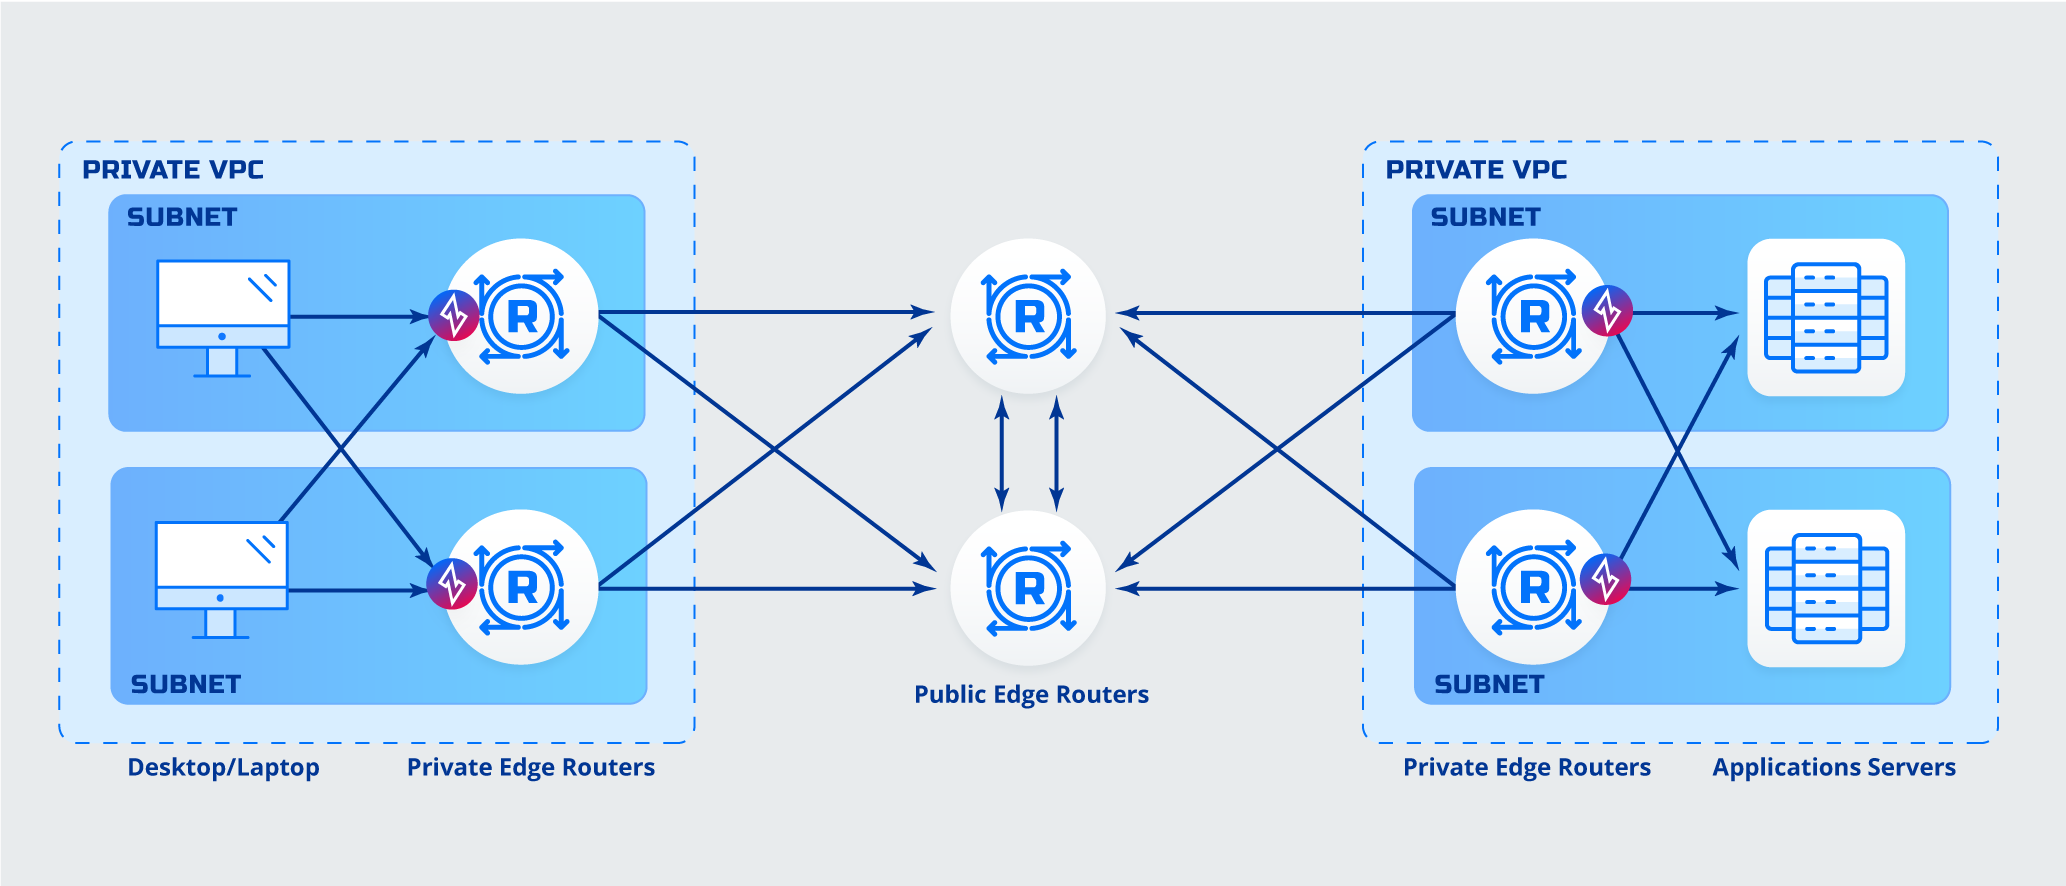 PRIVATE VPC
SUBNET
R
R
SUBNET
Desktop/Laptop
Private Edge Routers
R
R
Public Edge Routers
PRIVATE VPC
SUBNET
R
R
SUBNET
Private Edge Routers
Applications Servers